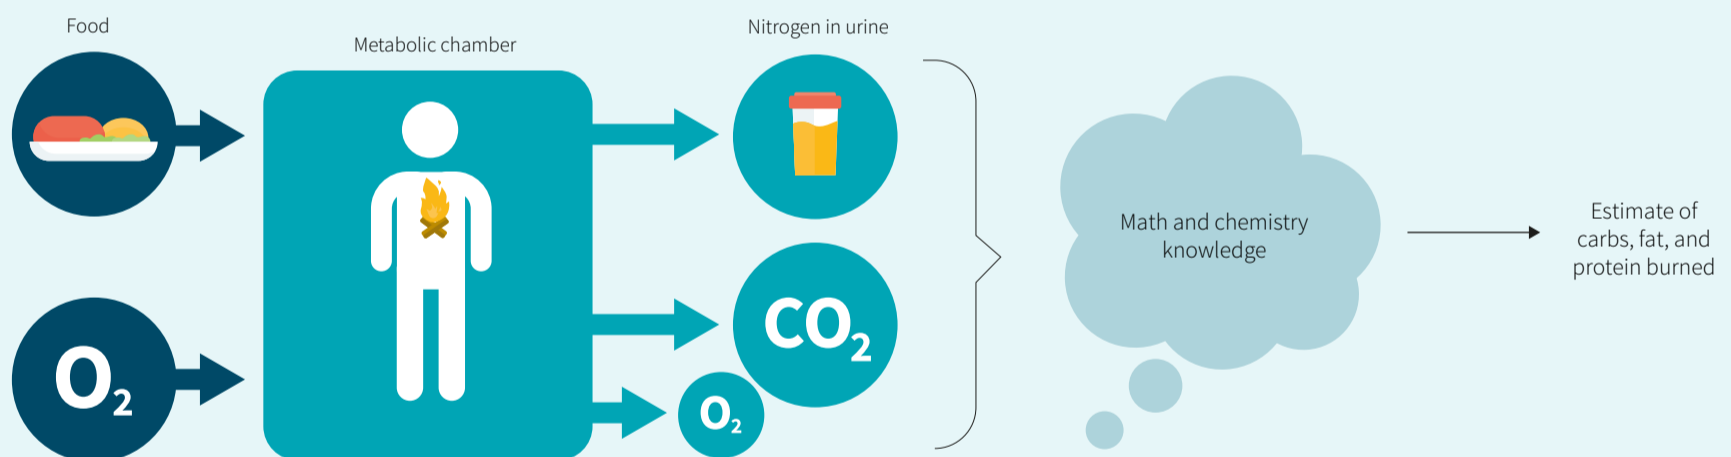 Food
Metabolic chamber
Nitrogen in urine
O₂
CO₂
O₂
Math and chemistry
knowledge
Estimate of
carbs, fat, and
protein burned